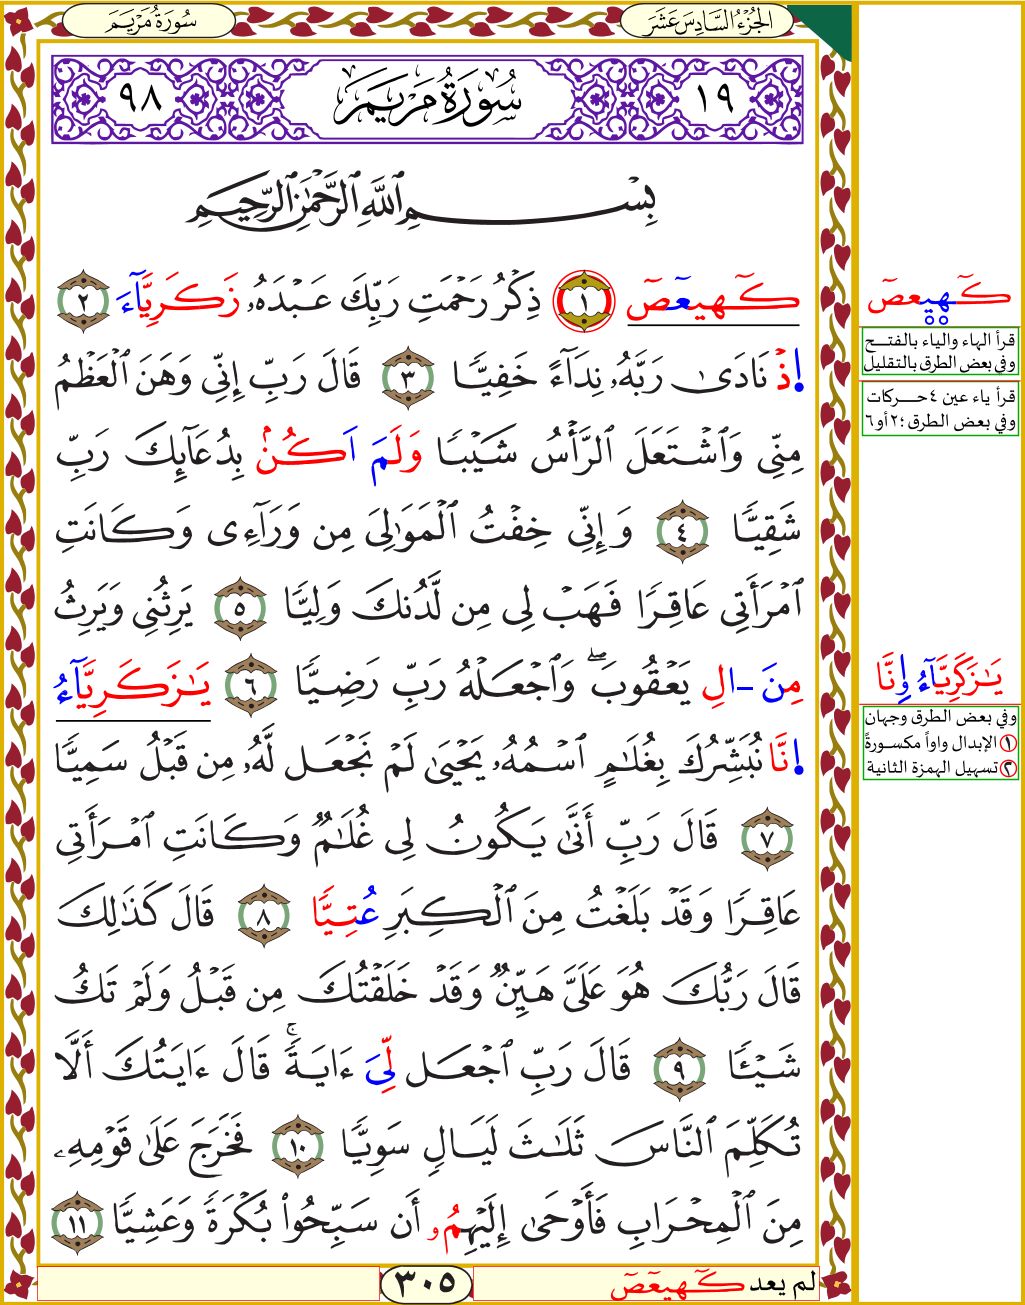 الجُزْءُ السَّادِسَ عَشَرَ
سُورَةُ مَرْيَمَ
١٩
سُورَةُ مَرْيَمَ
٩٨
بِسْمِ ٱللَّهِ ٱلرَّحْمَٰنِ ٱلرَّحِيمِ
كٓهيعٓصٓ ١ ذِكْرُ رَحْمَتِ رَبِّكَ عَبْدَهُۥ زَكَرِيَّآءَ ٢
إِذْ نَادَىٰ رَبَّهُۥ نِدَآءً خَفِيّٗا ٣ قَالَ رَبِّ إِنِّي وَهَنَ ٱلْعَظْمُ
مِنِّي وَٱشْتَعَلَ ٱلرَّأْسُ شَيْبٗا وَلَمَ اَكُنۢ بِدُعَآئِكَ رَبِّ
شَقِيّٗا ٤ وَإِنِّي خِفْتُ ٱلْمَوَٰلِيَ مِن وَرَآءِي وَكَانَتِ
ٱمْرَأَتِي عَاقِرٗا فَهَبْ لِي مِن لَّدُنكَ وَلِيّٗا ٥ يَرِثُنِي وَيَرِثُ
مِنَ ـ الِ يَعْقُوبَۖ وَٱجْعَلْهُ رَبِّ رَضِيّٗا ٦ يَٰزَكَرِيَّآءُ
اِنَّا نُبَشِّرُكَ بِغُلَٰمٍ ٱسْمُهُۥ يَحْيَىٰ لَمْ نَجْعَل لَّهُۥ مِن قَبْلُ سَمِيّٗا
٧ قَالَ رَبِّ أَنَّىٰ يَكُونُ لِي غُلَٰمٞ وَكَانَتِ ٱمْرَأَتِي
عَاقِرٗا وَقَدْ بَلَغْتُ مِنَ ٱلْكِبَرِ عُتِيّٗا ٨ قَالَ كَذَٰلِكَ
قَالَ رَبُّكَ هُوَ عَلَيَّ هَيِّنٞ وَقَدْ خَلَقْتُكَ مِن قَبْلُ وَلَمْ تَكُ
شَيْـٔٗا ٩ قَالَ رَبِّ ٱجْعَل لِّيَ ءَايَةٗۚ قَالَ ءَايَتُكَ أَلَّا
تُكَلِّمَ ٱلنَّاسَ ثَلَٰثَ لَيَالٖ سَوِيّٗا ١٠ فَخَرَجَ عَلَىٰ قَوْمِهِۦ
مِنَ ٱلْمِحْرَابِ فَأَوْحَىٰ إِلَيْهِمُۥ أَن سَبِّحُوا۟ بُكْرَةٗ وَعَشِيّٗا ١١
كٓهيعصٓ
قرأ الهاء والياء بالفتح
وفي بعض الطرق بالتقليل
قرأ ياء عين ٤ حركات
وفي بعض الطرق ؛ ٢ أو ٦
يَٰزَكَرِيَّآءُ وِنَّا
وفي بعض الطرق وجهان
١ الإبدال واواً مكسورةً
٢ تسهيل الهمزة الثانية
لم يعد كٓهيعٓصٓ
٣٠٥